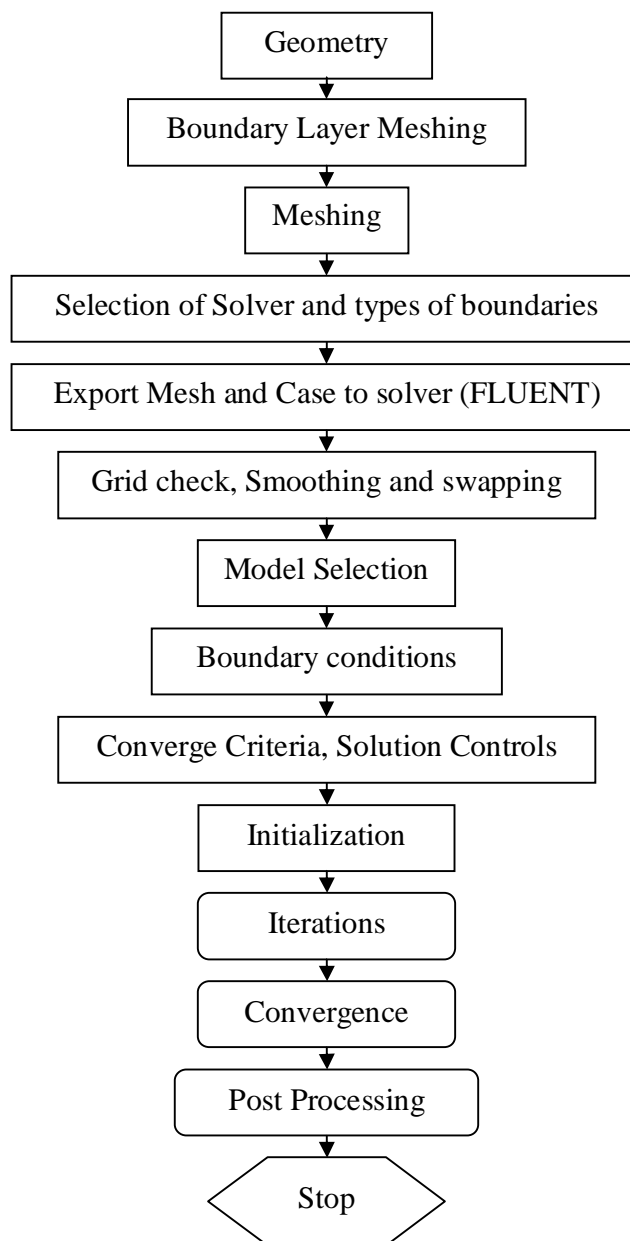 Geometry
Boundary Layer Meshing
Meshing
Selection of Solver and types of boundaries
Export Mesh and Case to solver (FLUENT)
Grid check, Smoothing and swapping
Model Selection
Boundary conditions
Converge Criteria, Solution Controls
Initialization
Iterations
Convergence
Post Processing
Stop